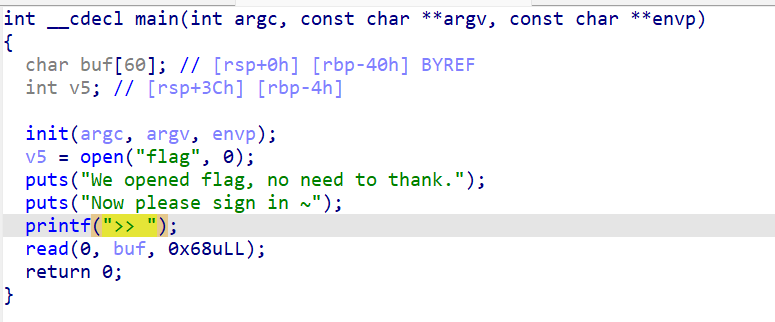 int __cdecl main(int argc, const char **argv, const char **envp)
{
  char buf[60]; // [rsp+0h] [rbp-40h] BYREF
  int v5; // [rsp+3Ch] [rbp-4h]

  init(argc, argv, envp);
  v5 = open("flag", 0);
  puts("We opened flag, no need to thank.");
  puts("Now please sign in ~");
  printf(">> ");
  read(0, buf, 0x68uLL);
  return 0;
}